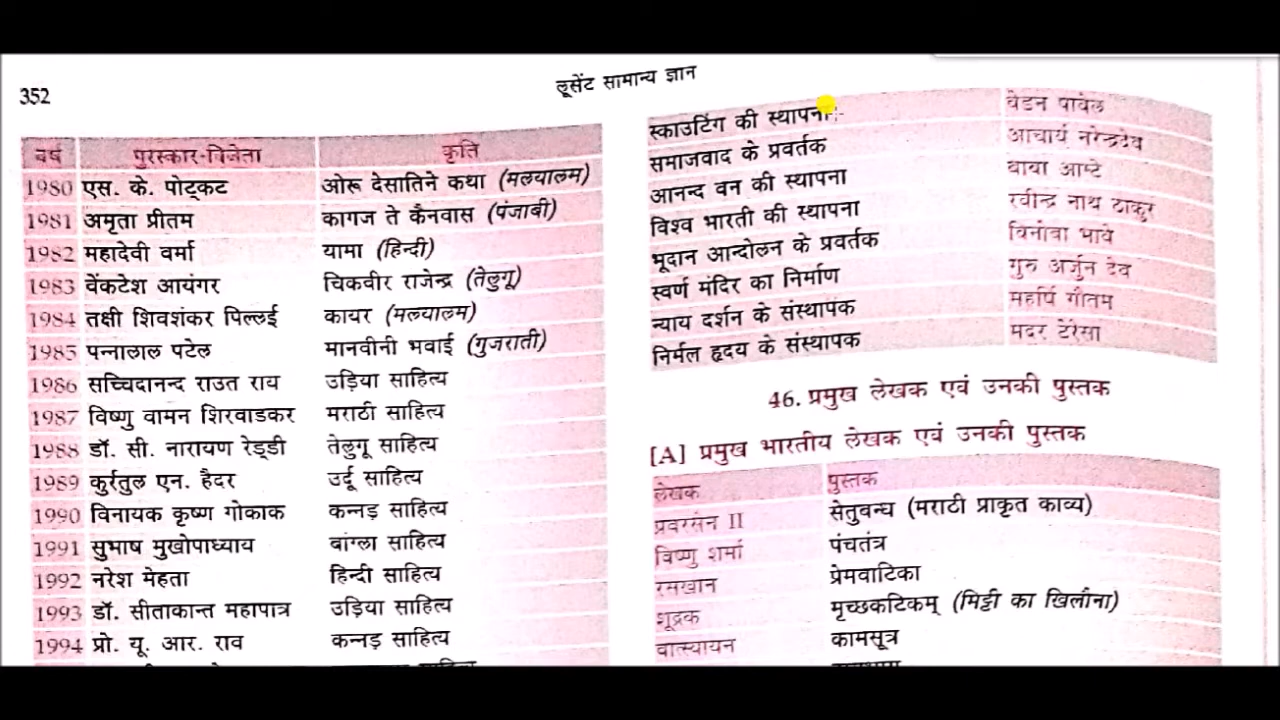 352
लूसेंट सामान्य ज्ञान
वर्ष पुरस्कार-विजेता कृति
1980 एस. के. पोट्कट ओरू देसातिने कथा (मलयालम)
1981 अमृता प्रीतम कागज ते कैनवास (पंजाबी)
1982 महादेवी वर्मा यामा (हिन्दी)
1983 वेंकटेश आयंगर चिकवीर राजेन्द्र (तेलुगू)
1984 तक्षी शिवशंकर पिल्लई कायर (मलयालम)
1985 पन्नालाल पटेल मानवीनी भवाई (गुजराती)
1986 सच्चिदानन्द राउत राय उड़िया साहित्य
1987 विष्णु वामन शिरवाडकर मराठी साहित्य
1988 डॉ. सी. नारायण रेड्डी तेलुगू साहित्य
1989 कुर्रतुल एन. हैदर उर्दू साहित्य
1990 विनायक कृष्ण गोकाक कन्नड़ साहित्य
1991 सुभाष मुखोपाध्याय बांग्ला साहित्य
1992 नरेश मेहता हिन्दी साहित्य
1993 डॉ. सीताकान्त महापात्र उड़िया साहित्य
1994 प्रो. यू. आर. राव कन्नड़ साहित्य
स्काउटिंग की स्थापना बेडन पावेल
समाजवाद के प्रवर्तक आचार्य नरेन्द्रदेव
आनन्द वन की स्थापना बाबा आम्टे
विश्व भारती की स्थापना रवीन्द्र नाथ ठाकुर
भूदान आन्दोलन के प्रवर्तक विनोबा भावे
स्वर्ण मंदिर का निर्माण गुरु अर्जुन देव
न्याय दर्शन के संस्थापक महर्षि गौतम
निर्मल हृदय के संस्थापक मदर टेरेसा
46. प्रमुख लेखक एवं उनकी पुस्तक
[A] प्रमुख भारतीय लेखक एवं उनकी पुस्तक
लेखक पुस्तक
प्रवरसेन II सेतुबन्ध (मराठी प्राकृत काव्य)
विष्णु शर्मा पंचतंत्र
रसखान प्रेमवाटिका
शूद्रक मृच्छकटिकम् (मिट्टी का खिलौना)
वात्स्यायन कामसूत्र